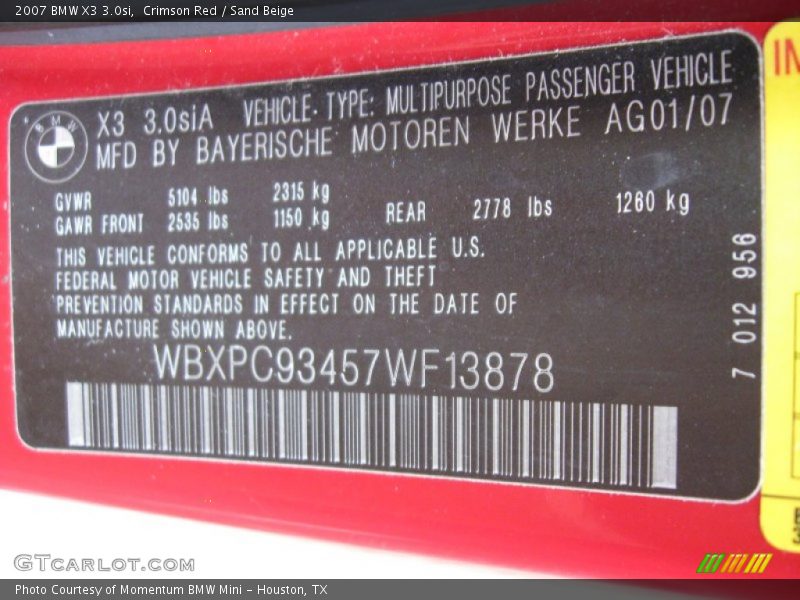 2007 BMW X3 3.0si, Crimson Red / Sand Beige
BMW
X3 3.0siA VEHICLE TYPE: MULTIPURPOSE PASSENGER VEHICLE
MFD BY BAYERISCHE MOTOREN WERKE AG01/07
GVWR 5104 lbs 2315 kg
GAWR FRONT 2535 lbs 1150 kg REAR 2778 lbs 1260 kg
THIS VEHICLE CONFORMS TO ALL APPLICABLE U.S.
FEDERAL MOTOR VEHICLE SAFETY AND THEFT
PREVENTION STANDARDS IN EFFECT ON THE DATE OF
MANUFACTURE SHOWN ABOVE.
WBXPC93457WF13878
7 012 956
GTCARLOT.COM
Photo Courtesy of Momentum BMW Mini - Houston, TX